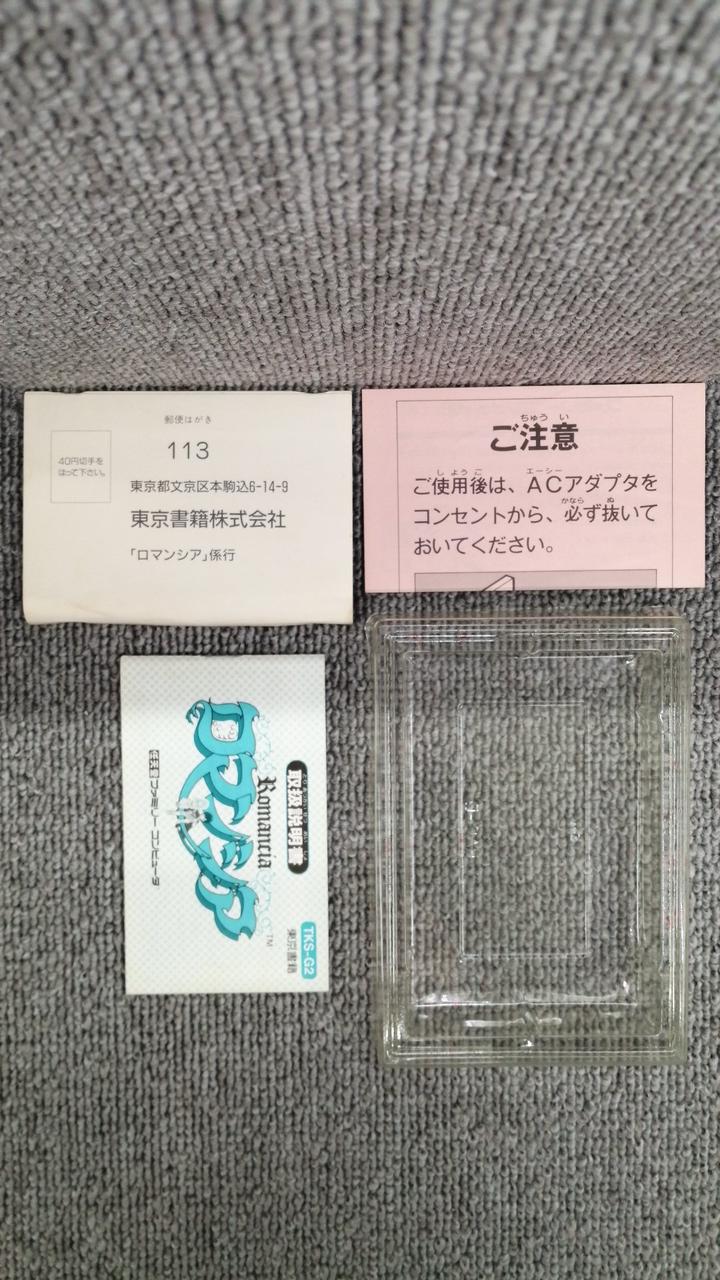 郵便はがき
40円切手を
はって下さい。
113
東京都文京区本駒込6-14-9
東京書籍株式会社
「ロマンシア」係行
ちゅう い
ご注意
し よう ご エーシー
ご使用後は、ACアダプタを
かなら ぬ
コンセントから、必ず抜いて
おいてください。
TKS-G2
東京書籍
取扱説明書
Romancia
ロマンシア
TM
任天堂ファミリーコンピュータ